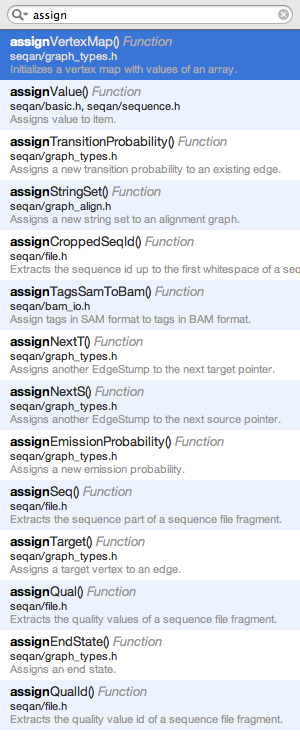 assign
assignVertexMap() Function
seqan/graph_types.h
Initializes a vertex map with values of an array.
assignValue() Function
seqan/basic.h, seqan/sequence.h
Assigns value to item.
assignTransitionProbability() Function
seqan/graph_types.h
Assigns a new transition probability to an existing edge.
assignStringSet() Function
seqan/graph_align.h
Assigns a new string set to an alignment graph.
assignCroppedSeqId() Function
seqan/file.h
Extracts the sequence id up to the first whitespace of a seq
assignTagsSamToBam() Function
seqan/bam_io.h
Assign tags in SAM format to tags in BAM format.
assignNextT() Function
seqan/graph_types.h
Assigns another EdgeStump to the next target pointer.
assignNextS() Function
seqan/graph_types.h
Assigns another EdgeStump to the next source pointer.
assignEmissionProbability() Function
seqan/graph_types.h
Assigns a new emission probability.
assignSeq() Function
seqan/file.h
Extracts the sequence part of a sequence file fragment.
assignTarget() Function
seqan/graph_types.h
Assigns a target vertex to an edge.
assignQual() Function
seqan/file.h
Extracts the quality values of a sequence file fragment.
assignEndState() Function
seqan/graph_types.h
Assigns an end state.
assignQualId() Function
seqan/file.h
Extracts the quality value id of a sequence file fragment.